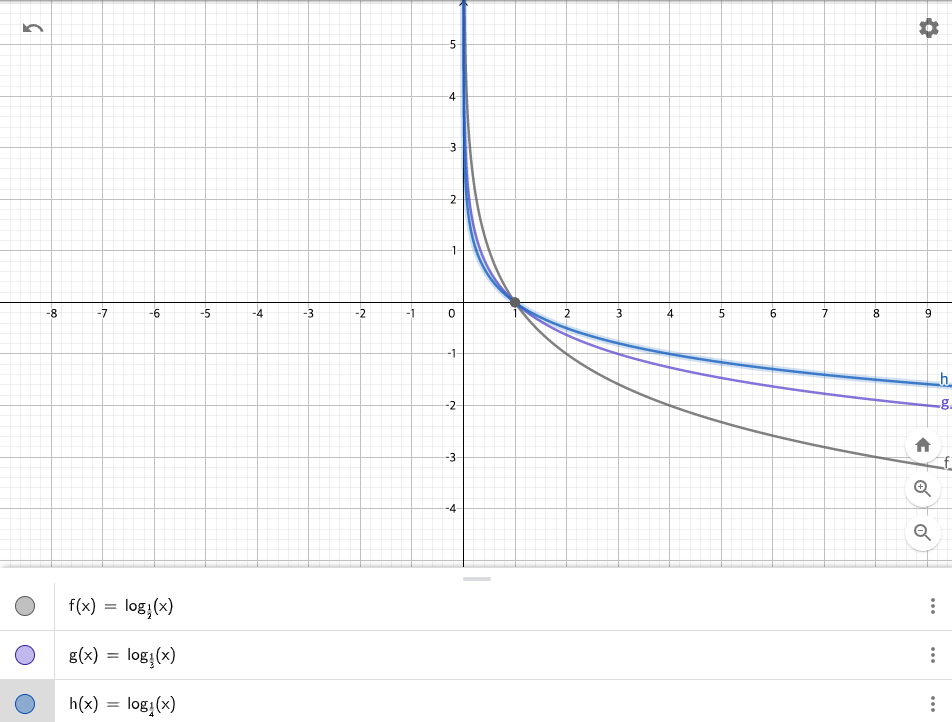 5
4
3
2
1
-8 -7 -6 -5 -4 -3 -2 -1 0 1 2 3 4 5 6 7 8 9
-1
h
g
-2
-3
f
-4
f(x) = log½(x)
g(x) = log⅓(x)
h(x) = log¼(x)